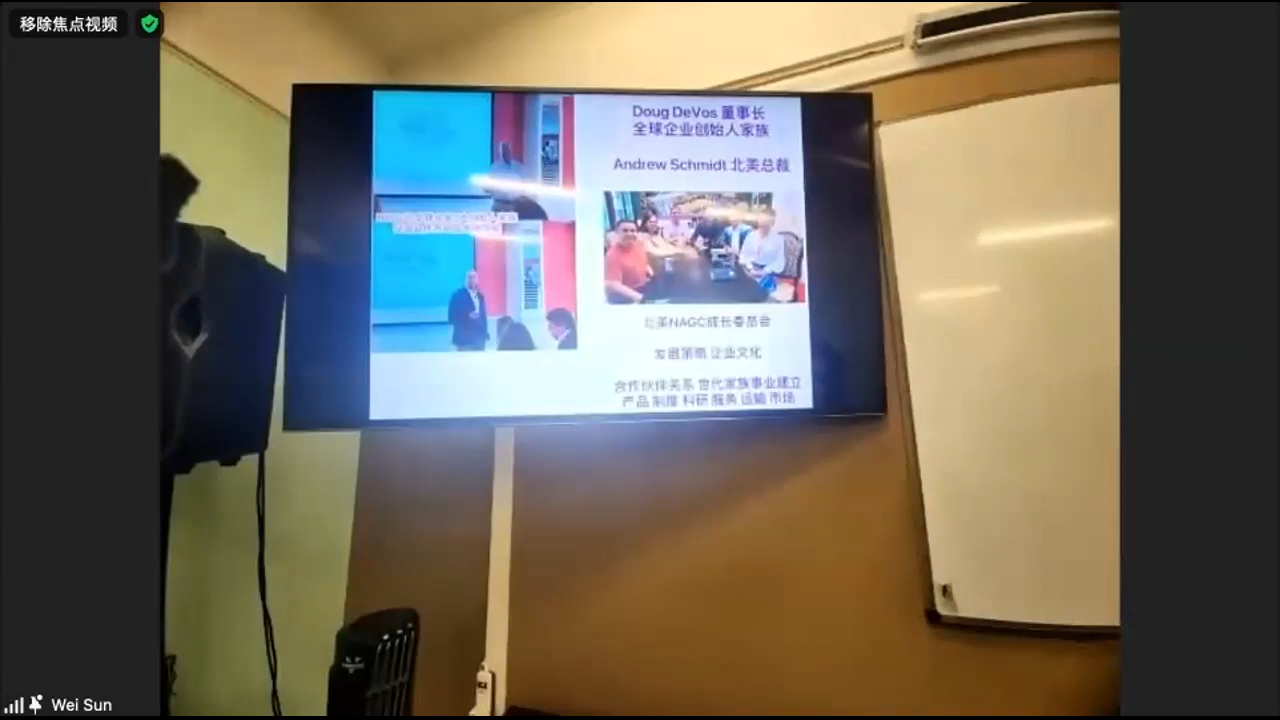 移除焦点视频
Doug DeVos 董事长
全球企业创始人家族
Andrew Schmidt 北美总裁
北美NAGC成长委员会
发展策略 企业文化
合作伙伴关系 世代家族事业建立
产品 制度 科研 服务 运输 市场
Wei Sun